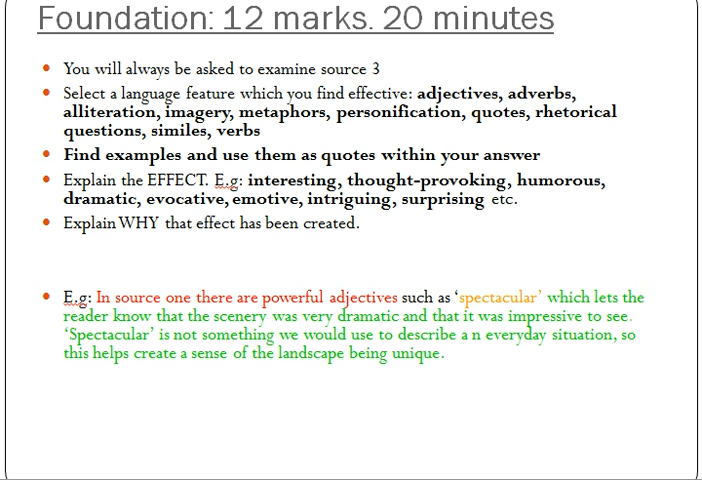 Foundation: 12 marks. 20 minutes
• You will always be asked to examine source 3
• Select a language feature which you find effective: adjectives, adverbs,
alliteration, imagery, metaphors, personification, quotes, rhetorical
questions, similes, verbs
• Find examples and use them as quotes within your answer
• Explain the EFFECT. E.g: interesting, thought-provoking, humorous,
dramatic, evocative, emotive, intriguing, surprising etc.
• Explain WHY that effect has been created.
• E.g: In source one there are powerful adjectives such as ‘spectacular’ which lets the
reader know that the scenery was very dramatic and that it was impressive to see.
‘Spectacular’ is not something we would use to describe a n everyday situation, so
this helps create a sense of the landscape being unique.